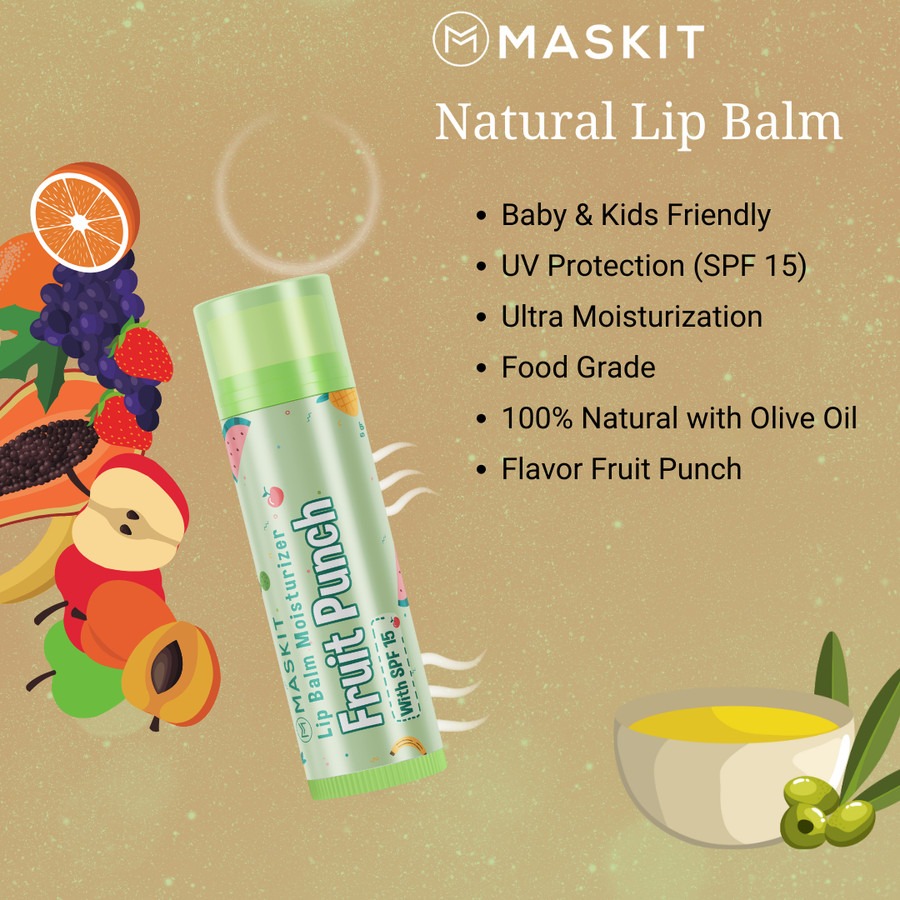 MASKIT
Natural Lip Balm
Baby & Kids Friendly
UV Protection (SPF 15)
Ultra Moisturization
Food Grade
100% Natural with Olive Oil
Flavor Fruit Punch
MASKIT
Lip Balm Moisturizer
Fruit Punch
With SPF 15